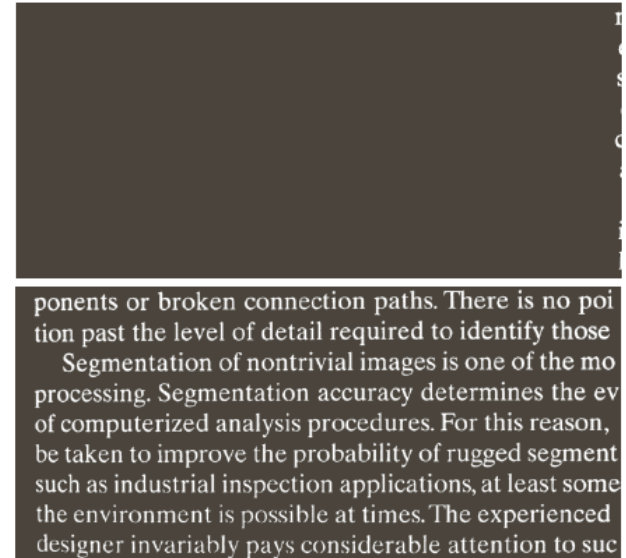 ponents or broken connection paths. There is no poi
tion past the level of detail required to identify those
Segmentation of nontrivial images is one of the mo
processing. Segmentation accuracy determines the ev
of computerized analysis procedures. For this reason,
be taken to improve the probability of rugged segment
such as industrial inspection applications, at least some
the environment is possible at times. The experienced
designer invariably pays considerable attention to suc